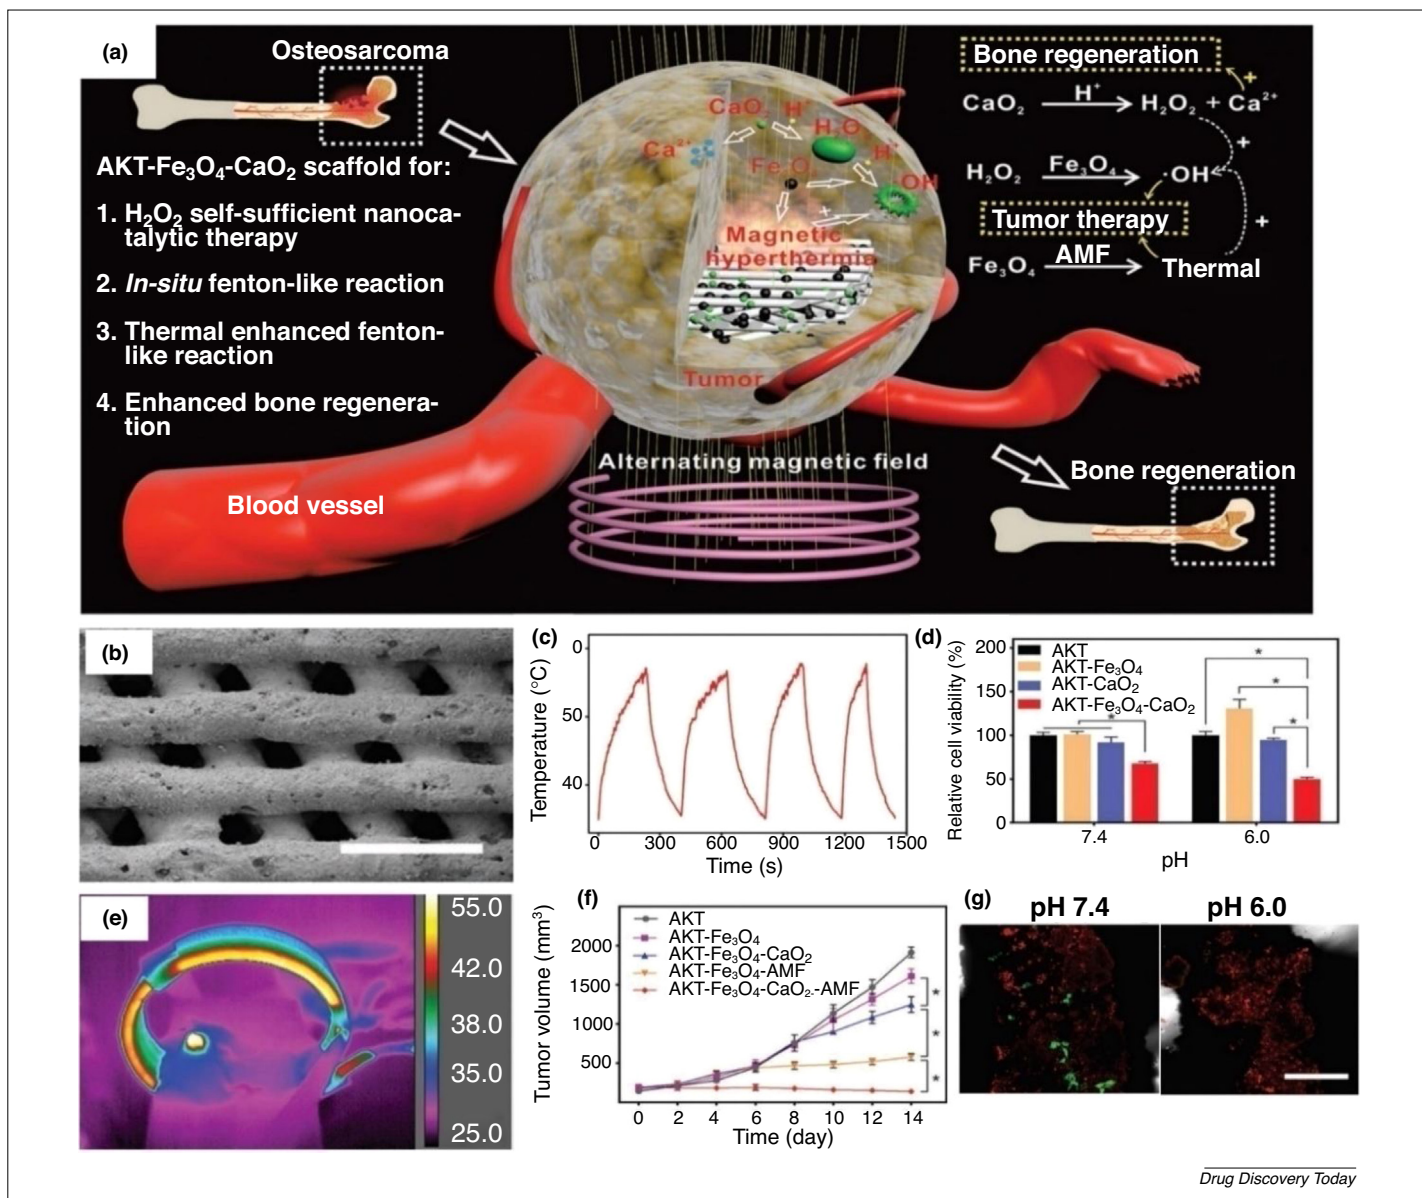 (a)
Osteosarcoma
AKT-Fe₃O₄-CaO₂ scaffold for:
1. H₂O₂ self-sufficient nanoca-
talytic therapy
2. In-situ fenton-like reaction
3. Thermal enhanced fenton-
like reaction
4. Enhanced bone regenera-
tion
Blood vessel
CaO₂
H⁺
H₂O
Ca²⁺
H⁺
·OH
Magnetic
hyperthermia
Tumor
Alternating magnetic field
Bone regeneration
+
CaO₂ H⁺ H₂O₂ + Ca²⁺
+
H₂O₂ Fe₃O₄ ·OH
Tumor therapy
+
Fe₃O₄ AMF Thermal
Bone regeneration
(b)
(c)
Temperature (°C)
0
50
40
0 300 600 900 1200 1500
Time (s)
(d)
Relative cell viability (%)
200
150
100
50
0
AKT
AKT-Fe₃O₄
AKT-CaO₂
AKT-Fe₃O₄-CaO₂
* * * *
7.4 6.0
pH
(e)
55.0
42.0
38.0
35.0
25.0
(f)
Tumor volume (mm³)
2000
1500
1000
500
AKT
AKT-Fe₃O₄
AKT-Fe₃O₄-CaO₂
AKT-Fe₃O₄-AMF
AKT-Fe₃O₄-CaO₂-AMF
* * *
0 2 4 6 8 10 12 14
Time (day)
(g)
pH 7.4 pH 6.0
Drug Discovery Today